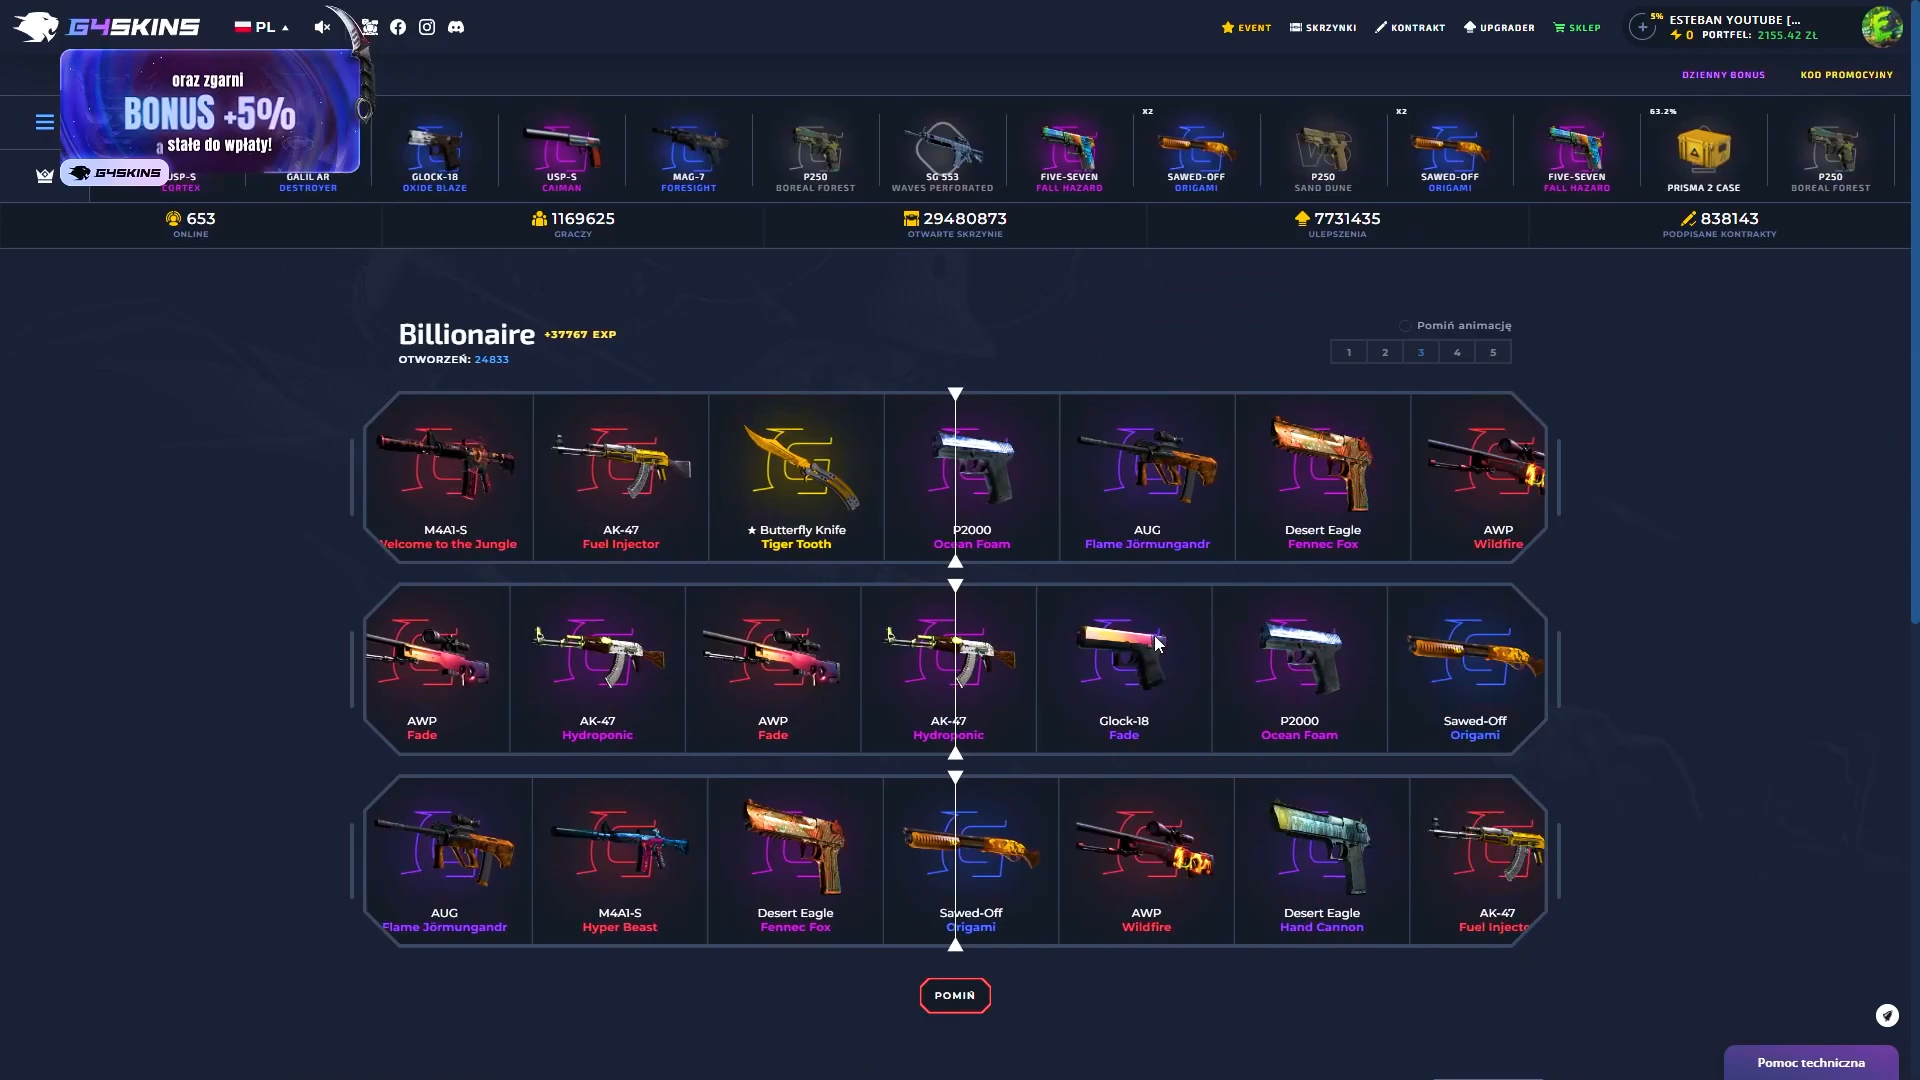 G4SKINS
PL
EVENT
SKRZYNKI
KONTRAKT
UPGRADER
SKLEP
5%
ESTEBAN YOUTUBE [...
0 PORTFEL: 2155.42 ZŁ
DZIENNY BONUS
KOD PROMOCYJNY
oraz zgarni
BONUS +5%
a stałe do wpłaty!
G4SKINS
USP-S
CORTEX
GALIL AR
DESTROYER
GLOCK-18
OXIDE BLAZE
USP-S
CAIMAN
MAG-7
FORESIGHT
P250
BOREAL FOREST
SG 553
WAVES PERFORATED
FIVE-SEVEN
FALL HAZARD
X2
SAWED-OFF
ORIGAMI
P250
SAND DUNE
X2
SAWED-OFF
ORIGAMI
FIVE-SEVEN
FALL HAZARD
63.2%
PRISMA 2 CASE
P250
BOREAL FOREST
653
ONLINE
1169625
GRACZY
29480873
OTWARTE SKRZYNIE
7731435
ULEPSZENIA
838143
PODPISANE KONTRAKTY
Billionaire +37767 EXP
OTWORZEŃ: 24833
Pomiń animację
1 2 3 4 5
M4A1-S
Welcome to the Jungle
AK-47
Fuel Injector
★ Butterfly Knife
Tiger Tooth
P2000
Ocean Foam
AUG
Flame Jörmungandr
Desert Eagle
Fennec Fox
AWP
Wildfire
AWP
Fade
AK-47
Hydroponic
AWP
Fade
AK-47
Hydroponic
Glock-18
Fade
P2000
Ocean Foam
Sawed-Off
Origami
AUG
Flame Jörmungandr
M4A1-S
Hyper Beast
Desert Eagle
Fennec Fox
Sawed-Off
Origami
AWP
Wildfire
Desert Eagle
Hand Cannon
AK-47
Fuel Injecto
POMIŃ
Pomoc techniczna